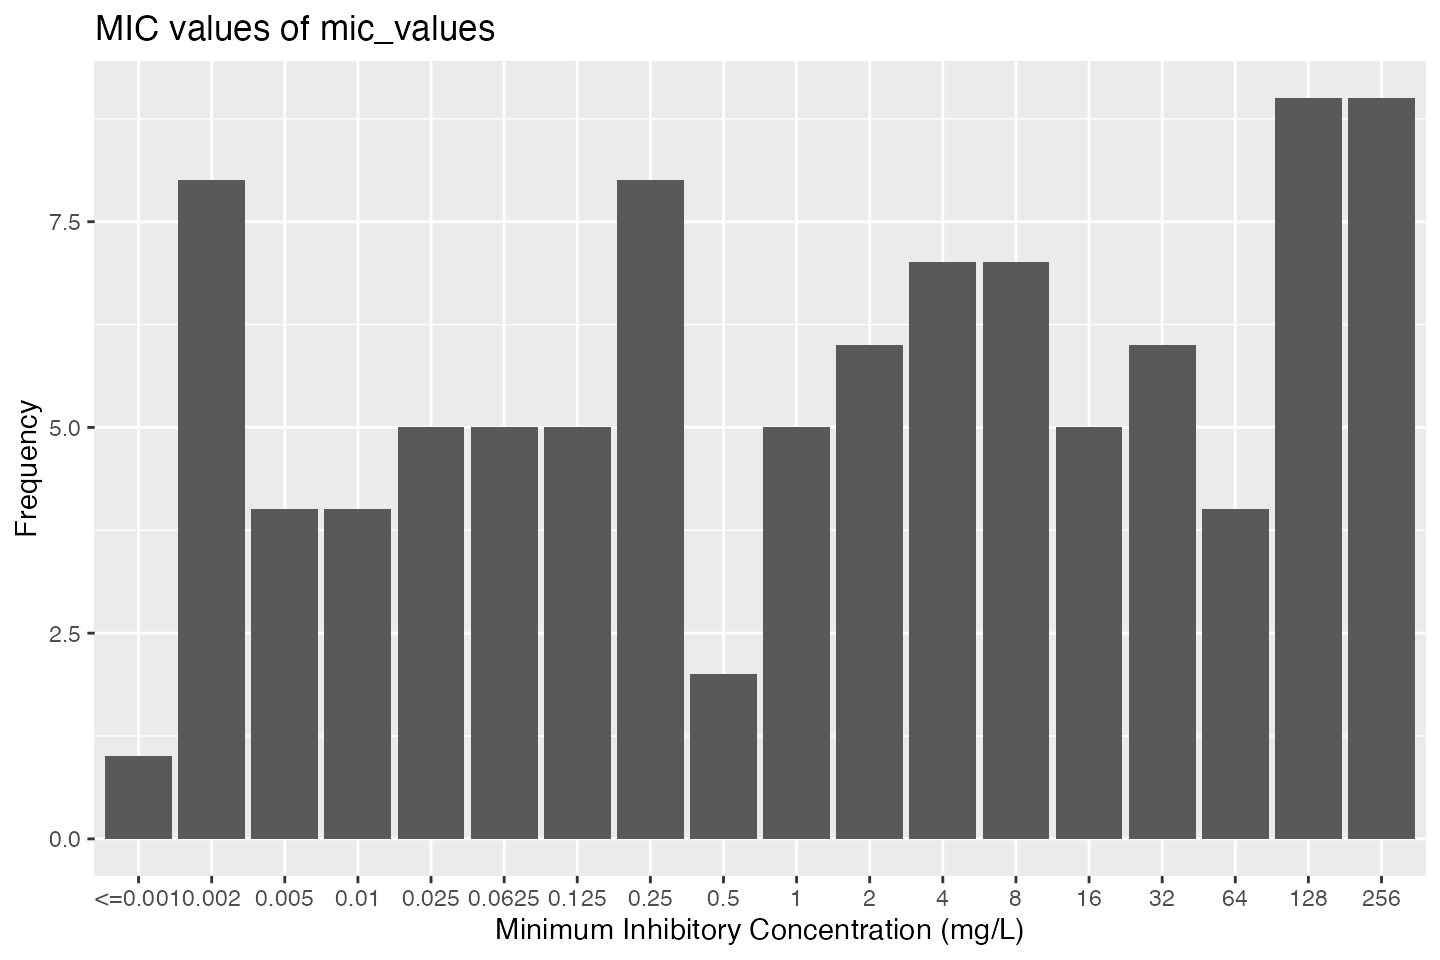 MIC values of mic_values
Frequency
7.5
5.0
2.5
0.0
<=0.001 0.002 0.005 0.01 0.025 0.0625 0.125 0.25 0.5 1 2 4 8 16 32 64 128 256
Minimum Inhibitory Concentration (mg/L)